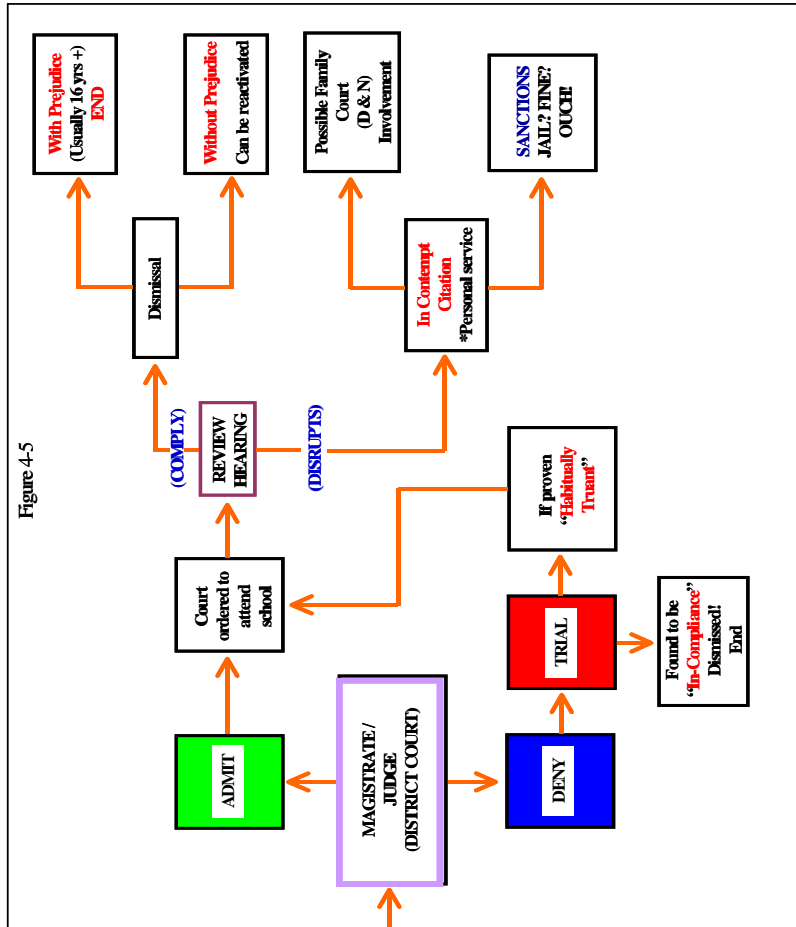 Figure 4-5
MAGISTRATE /
JUDGE
(DISTRICT COURT)
ADMIT
DENY
Court
ordered to
attend
school
TRIAL
Found to be
“In-Compliance”
Dismissed!
End
If proven
“Habitually
Truant”
(COMPLY)
REVIEW
HEARING
(DISRUPTS)
Dismissal
In Contempt
Citation
*Personal service
With Prejudice
(Usually 16 yrs +)
END
Without Prejudice
Can be reactivated
Possible Family
Court
(D & N)
Involvement
SANCTIONS
JAIL? FINE?
OUCH!